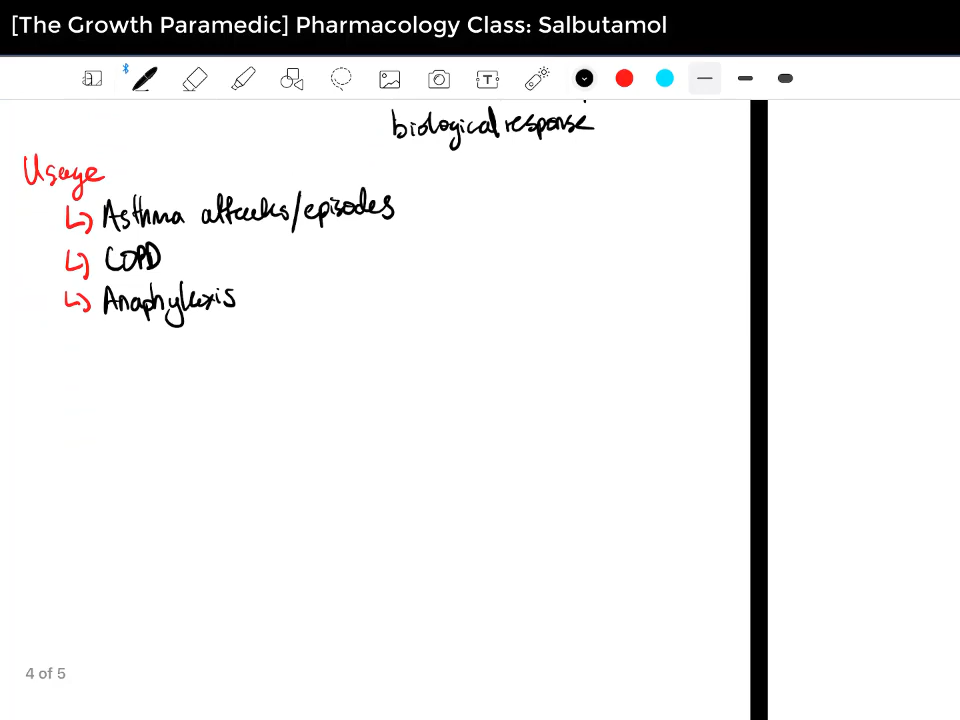 [The Growth Paramedic] Pharmacology Class: Salbutamol
biological response
Usage
↳ Asthma attacks/episodes
↳ COPD
↳ Anaphylaxis
4 of 5